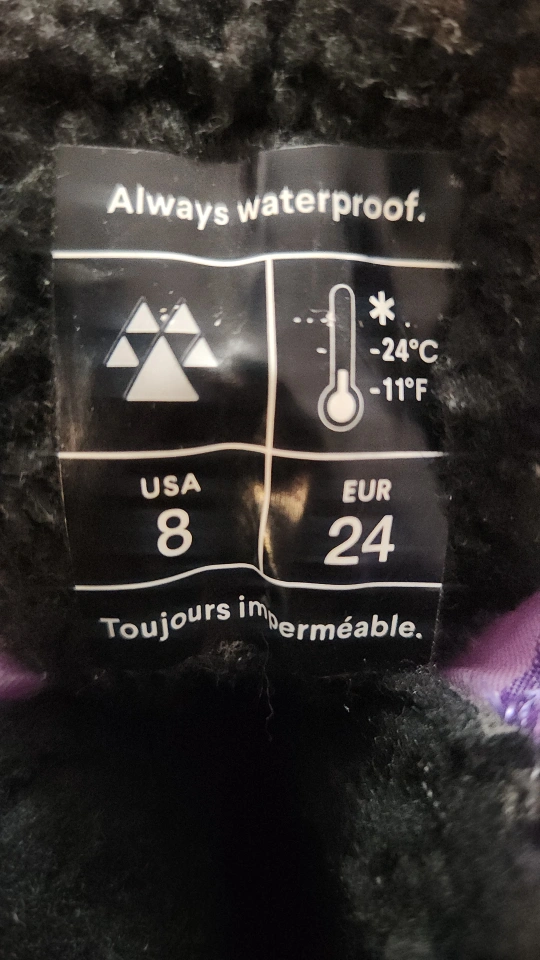 Always waterproof.
-24°C
-11°F
USA
8
EUR
24
Toujours imperméable.